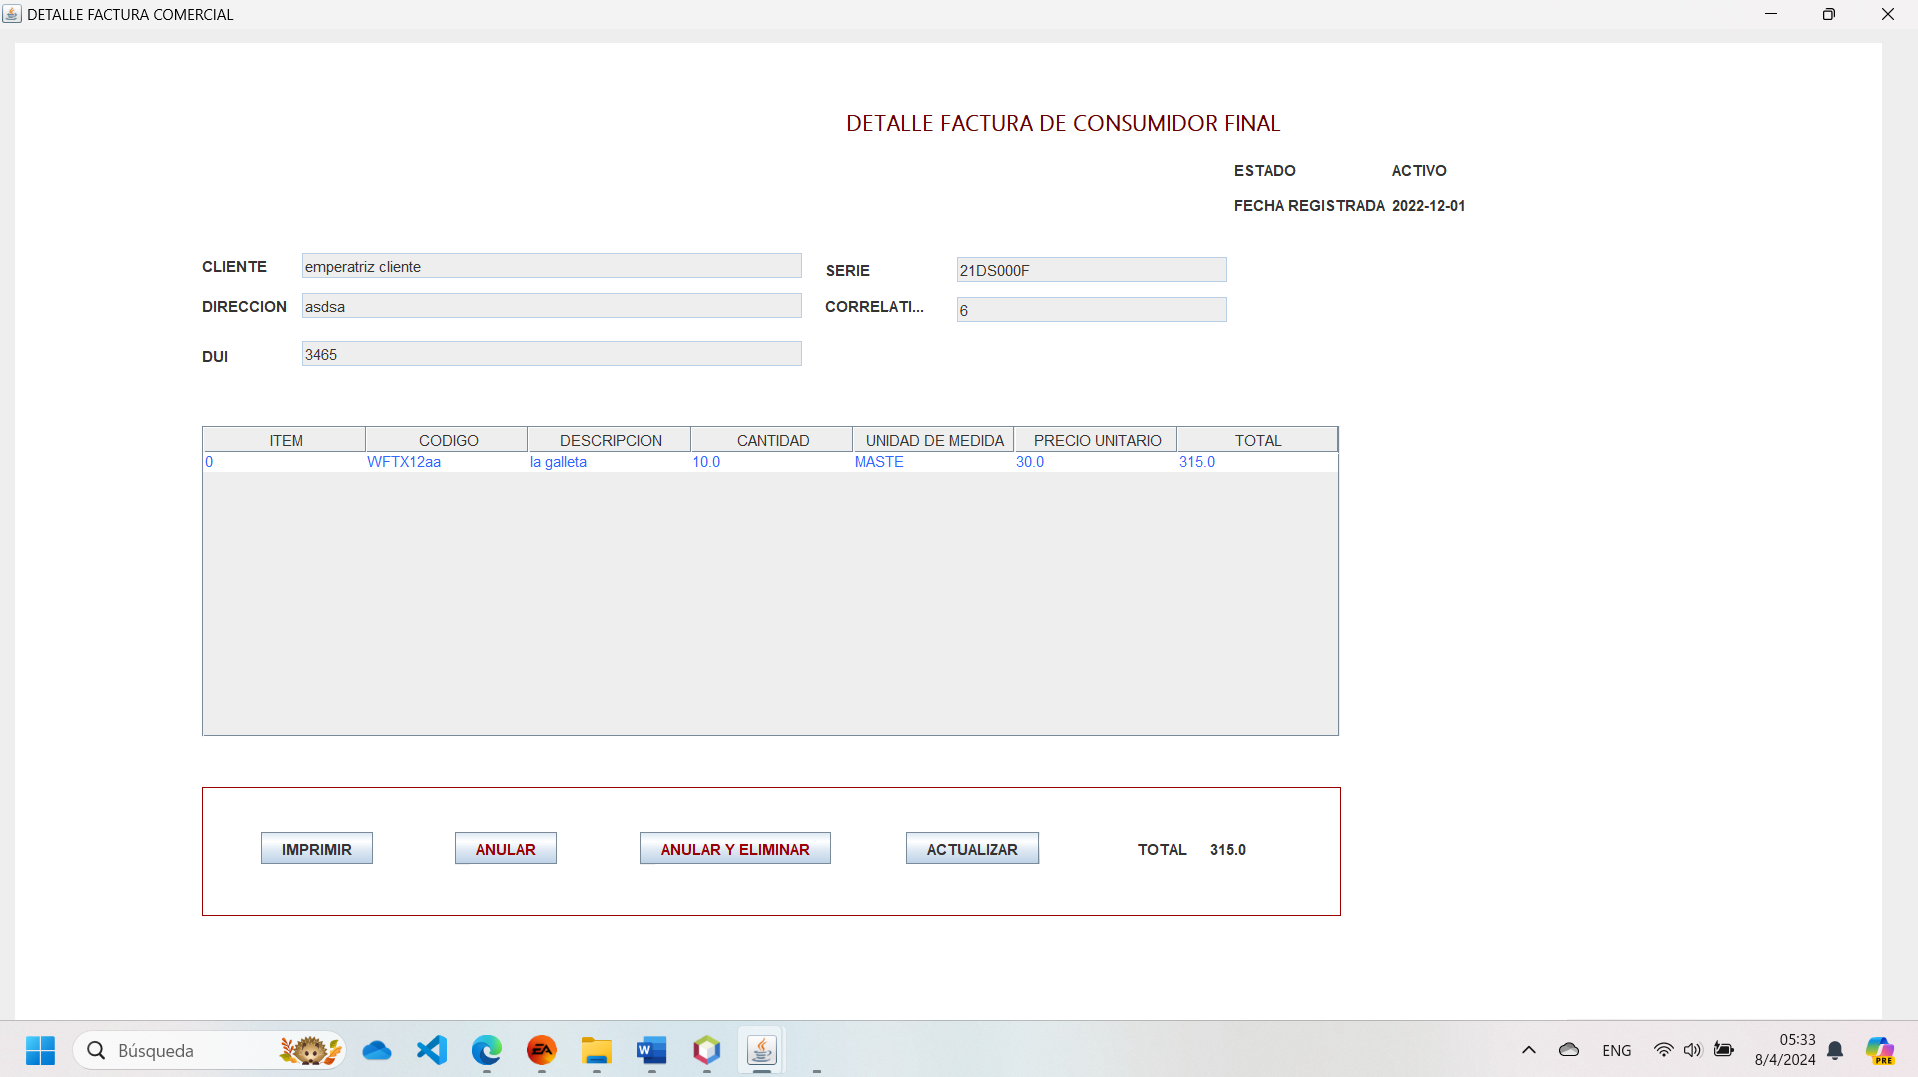 DETALLE FACTURA COMERCIAL
DETALLE FACTURA DE CONSUMIDOR FINAL
ESTADO ACTIVO
FECHA REGISTRADA 2022-12-01
CLIENTE emperatriz cliente SERIE 21DS000F
DIRECCION asdsa CORRELATI... 6
DUI 3465
ITEM CODIGO DESCRIPCION CANTIDAD UNIDAD DE MEDIDA PRECIO UNITARIO TOTAL
0 WFTX12aa la galleta 10.0 MASTE 30.0 315.0
IMPRIMIR ANULAR ANULAR Y ELIMINAR ACTUALIZAR TOTAL 315.0
Búsqueda EA W ENG 05:33 PRE
8/4/2024